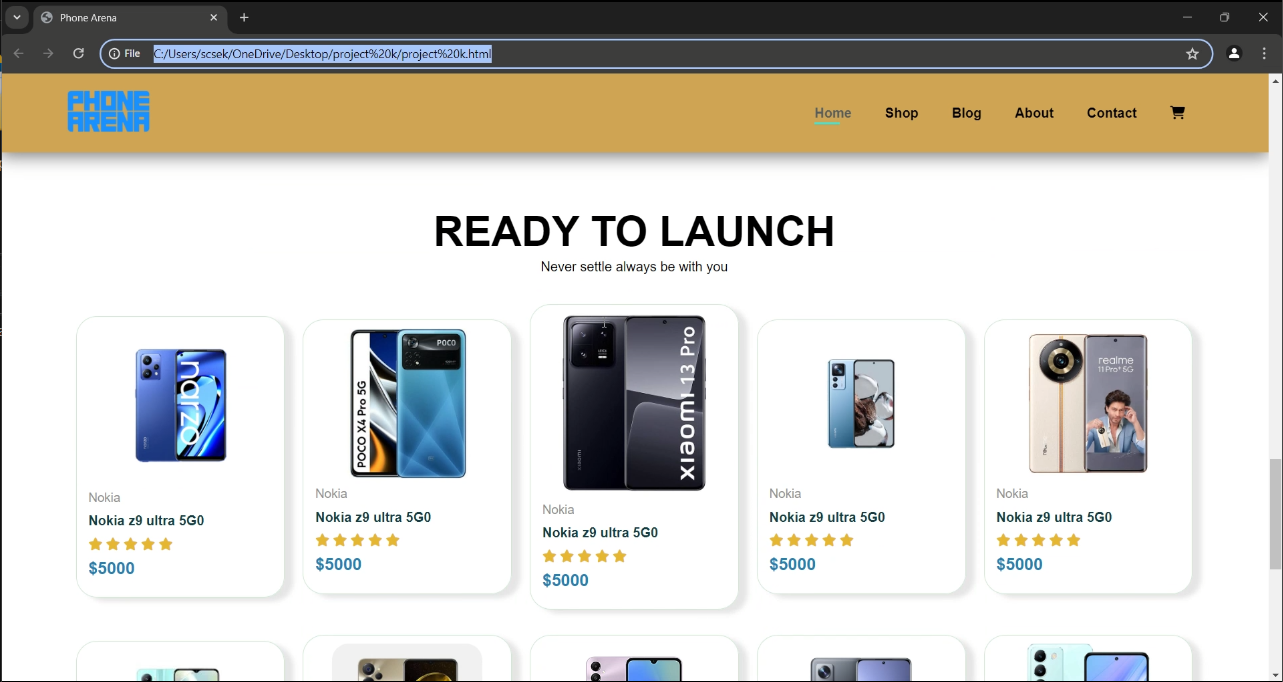 Phone Arena
File C:/Users/scsek/OneDrive/Desktop/project%20k/project%20k.html
PHONE
ARENA
Home Shop Blog About Contact
READY TO LAUNCH
Never settle always be with you
narzo
POCO
POCO X4 Pro 5G
xiaomi
Xiaomi 13 Pro
realme
11 Pro+ 5G
Nokia
Nokia z9 ultra 5G0
$5000
Nokia
Nokia z9 ultra 5G0
$5000
Nokia
Nokia z9 ultra 5G0
$5000
Nokia
Nokia z9 ultra 5G0
$5000
Nokia
Nokia z9 ultra 5G0
$5000